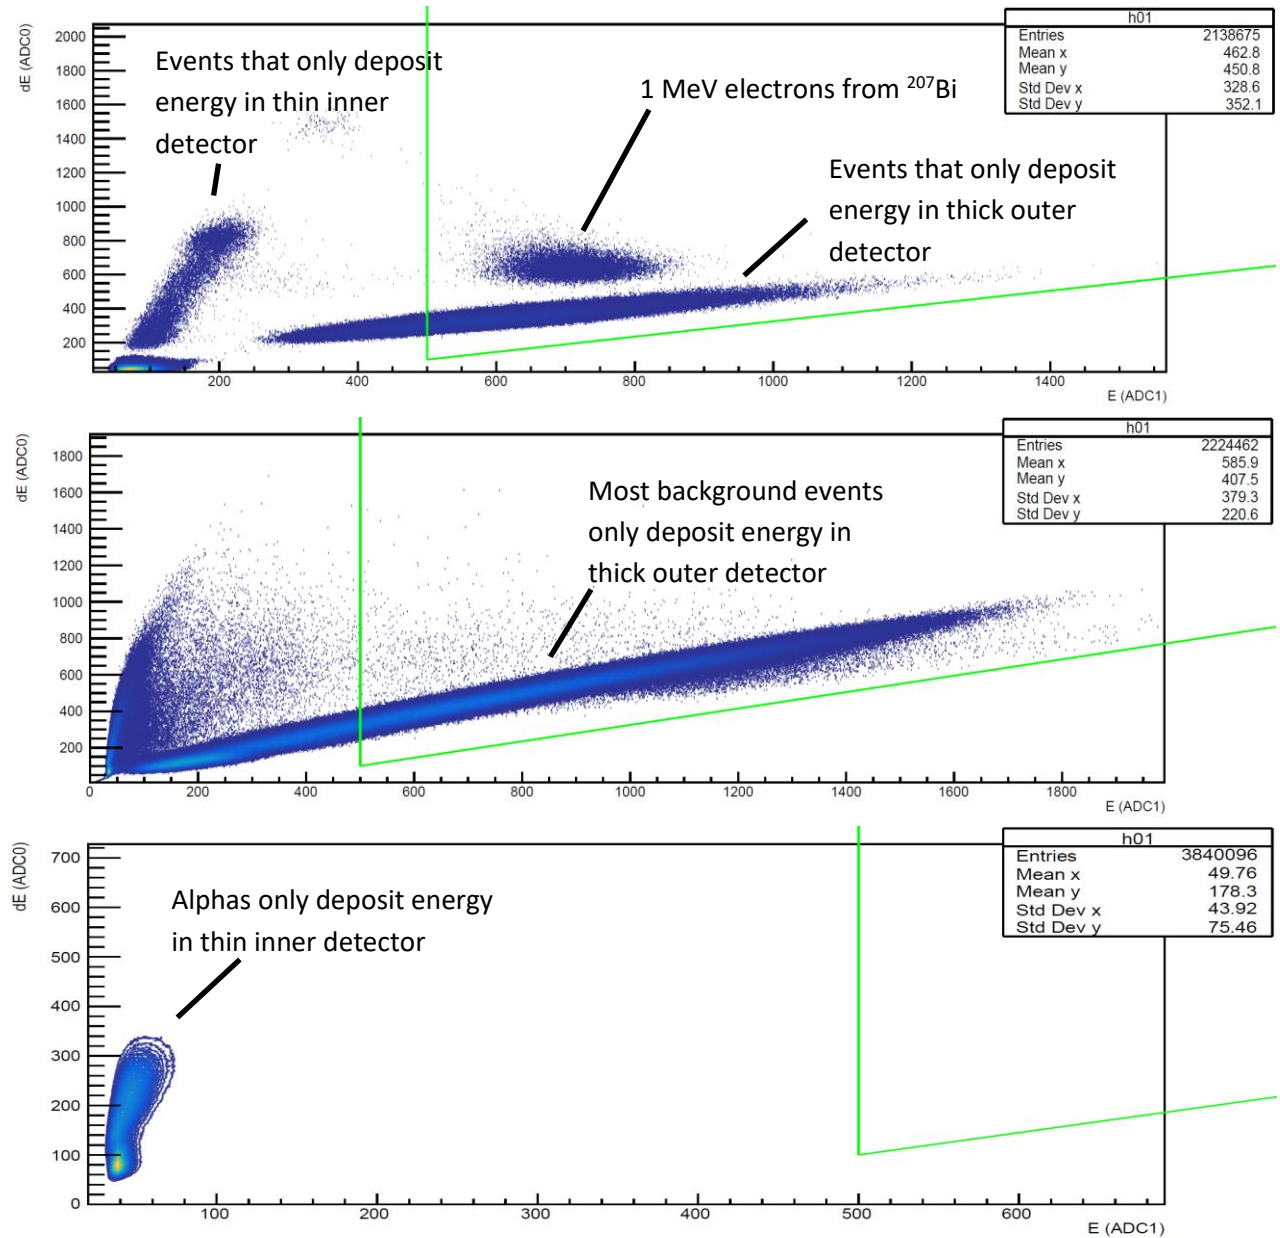 h01
Entries 2138675
Mean x 462.8
Mean y 450.8
Std Dev x 328.6
Std Dev y 352.1
dE (ADC0)
2000
1800
1600
1400
1200
1000
800
600
400
200
Events that only deposit
energy in thin inner
detector
1 MeV electrons from ²⁰⁷Bi
Events that only deposit
energy in thick outer
detector
200 400 600 800 1000 1200 1400
E (ADC1)
h01
Entries 2224462
Mean x 585.9
Mean y 407.5
Std Dev x 379.3
Std Dev y 220.6
dE (ADC0)
1800
1600
1400
1200
1000
800
600
400
200
Most background events
only deposit energy in
thick outer detector
0 200 400 600 800 1000 1200 1400 1600 1800
E (ADC1)
h01
Entries 3840096
Mean x 49.76
Mean y 178.3
Std Dev x 43.92
Std Dev y 75.46
dE (ADC0)
700
600
500
400
300
200
100
0
Alphas only deposit energy
in thin inner detector
100 200 300 400 500 600
E (ADC1)